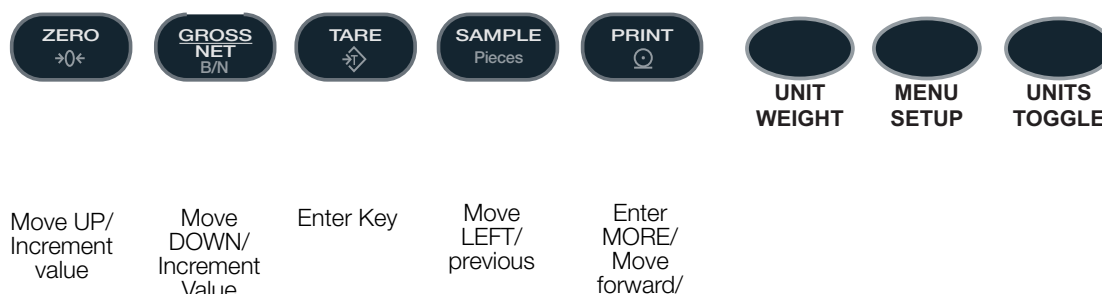 ZERO
→0←
GROSS
NET
B/N
TARE
T
SAMPLE
Pieces
PRINT
UNIT
WEIGHT
MENU
SETUP
UNITS
TOGGLE
Move UP/
Increment
value
Move
DOWN/
Increment
Value
Enter Key
Move
LEFT/
previous
Enter
MORE/
Move
forward/